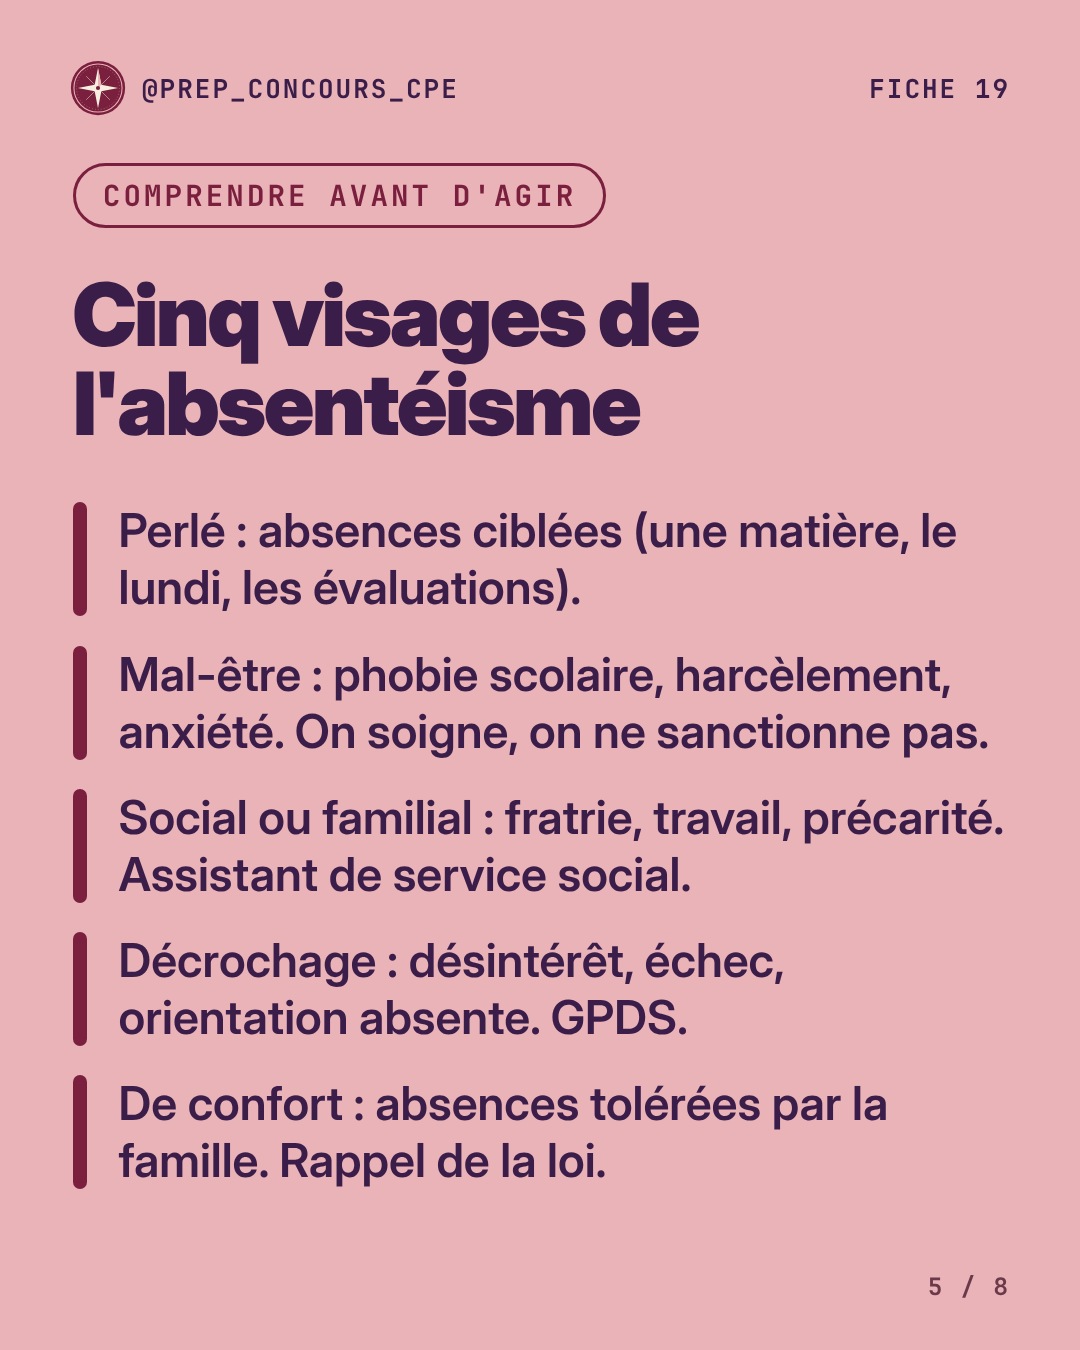 @PREP_CONCOURS_CPE
FICHE 19
COMPRENDRE AVANT D'AGIR
Cinq visages de
l'absentéisme
Perlé : absences ciblées (une matière, le
lundi, les évaluations).
Mal-être : phobie scolaire, harcèlement,
anxiété. On soigne, on ne sanctionne pas.
Social ou familial : fratrie, travail, précarité.
Assistant de service social.
Décrochage : désintérêt, échec,
orientation absente. GPDS.
De confort : absences tolérées par la
famille. Rappel de la loi.
5 / 8